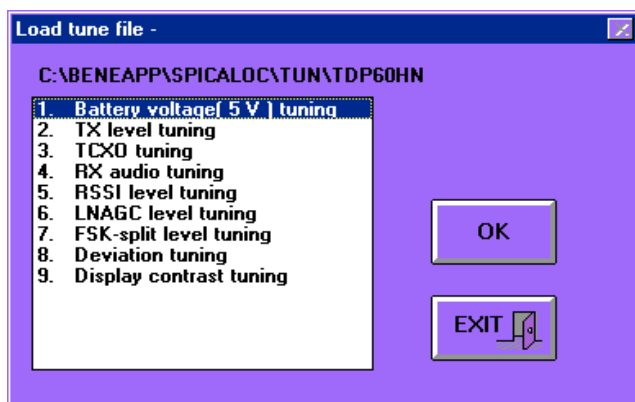 Load tune file -
C:\BENEAPP\SPICALOC\TUN\TDP60HN
1. Battery voltage( 5 V ) tuning
2. TX level tuning
3. TCXO tuning
4. RX audio tuning
5. RSSI level tuning
6. LNAGC level tuning
7. FSK-split level tuning
8. Deviation tuning
9. Display contrast tuning
OK
EXIT